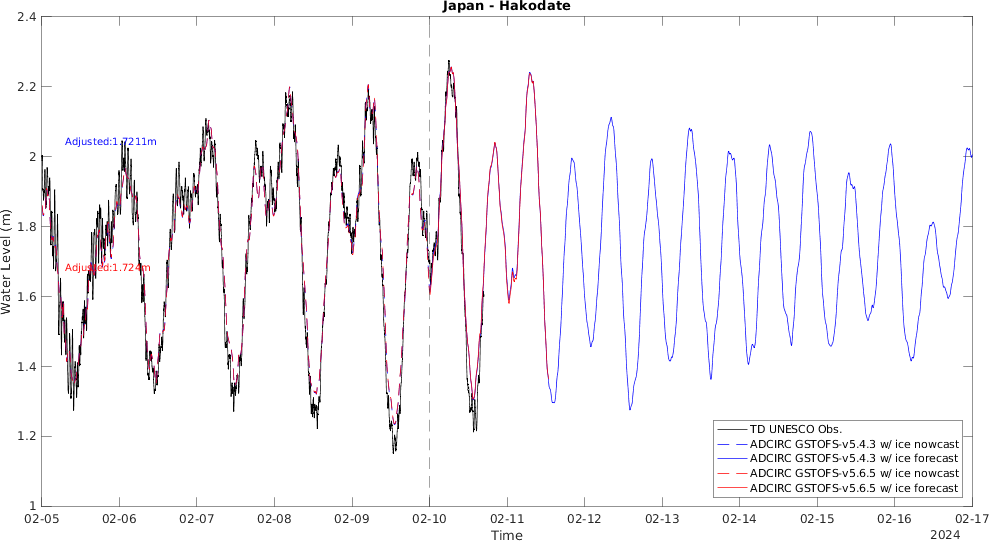 Japan - Hakodate
Water Level (m)
2.4
2.2
2
1.8
1.6
1.4
1.2
1
Adjusted:1.7211m
Adjusted:1.724m
TD UNESCO Obs.
ADCIRC GSTOFS-v5.4.3 w/ ice nowcast
ADCIRC GSTOFS-v5.4.3 w/ ice forecast
ADCIRC GSTOFS-v5.6.5 w/ ice nowcast
ADCIRC GSTOFS-v5.6.5 w/ ice forecast
02-05 02-06 02-07 02-08 02-09 02-10 02-11 02-12 02-13 02-14 02-15 02-16 02-17
Time
2024